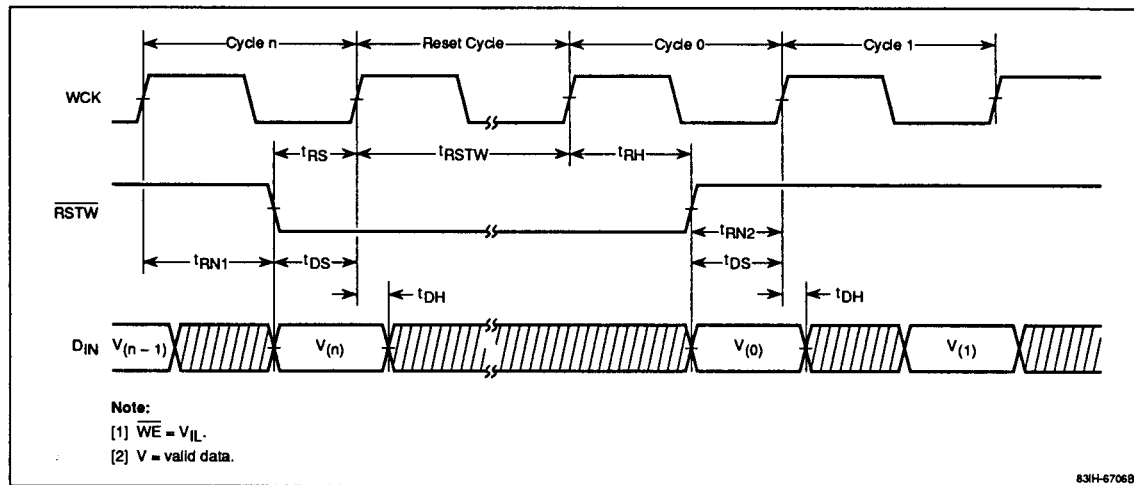 Cycle n Reset Cycle Cycle 0 Cycle 1
WCK
tRS tRSTW tRH
RSTW
tRN2
tRN1 tDS tDS
tDH tDH
DIN V(n – 1) V(n) V(0) V(1)
Note:
[1] WE = VIL.
[2] V = valid data.
83IH-6706B